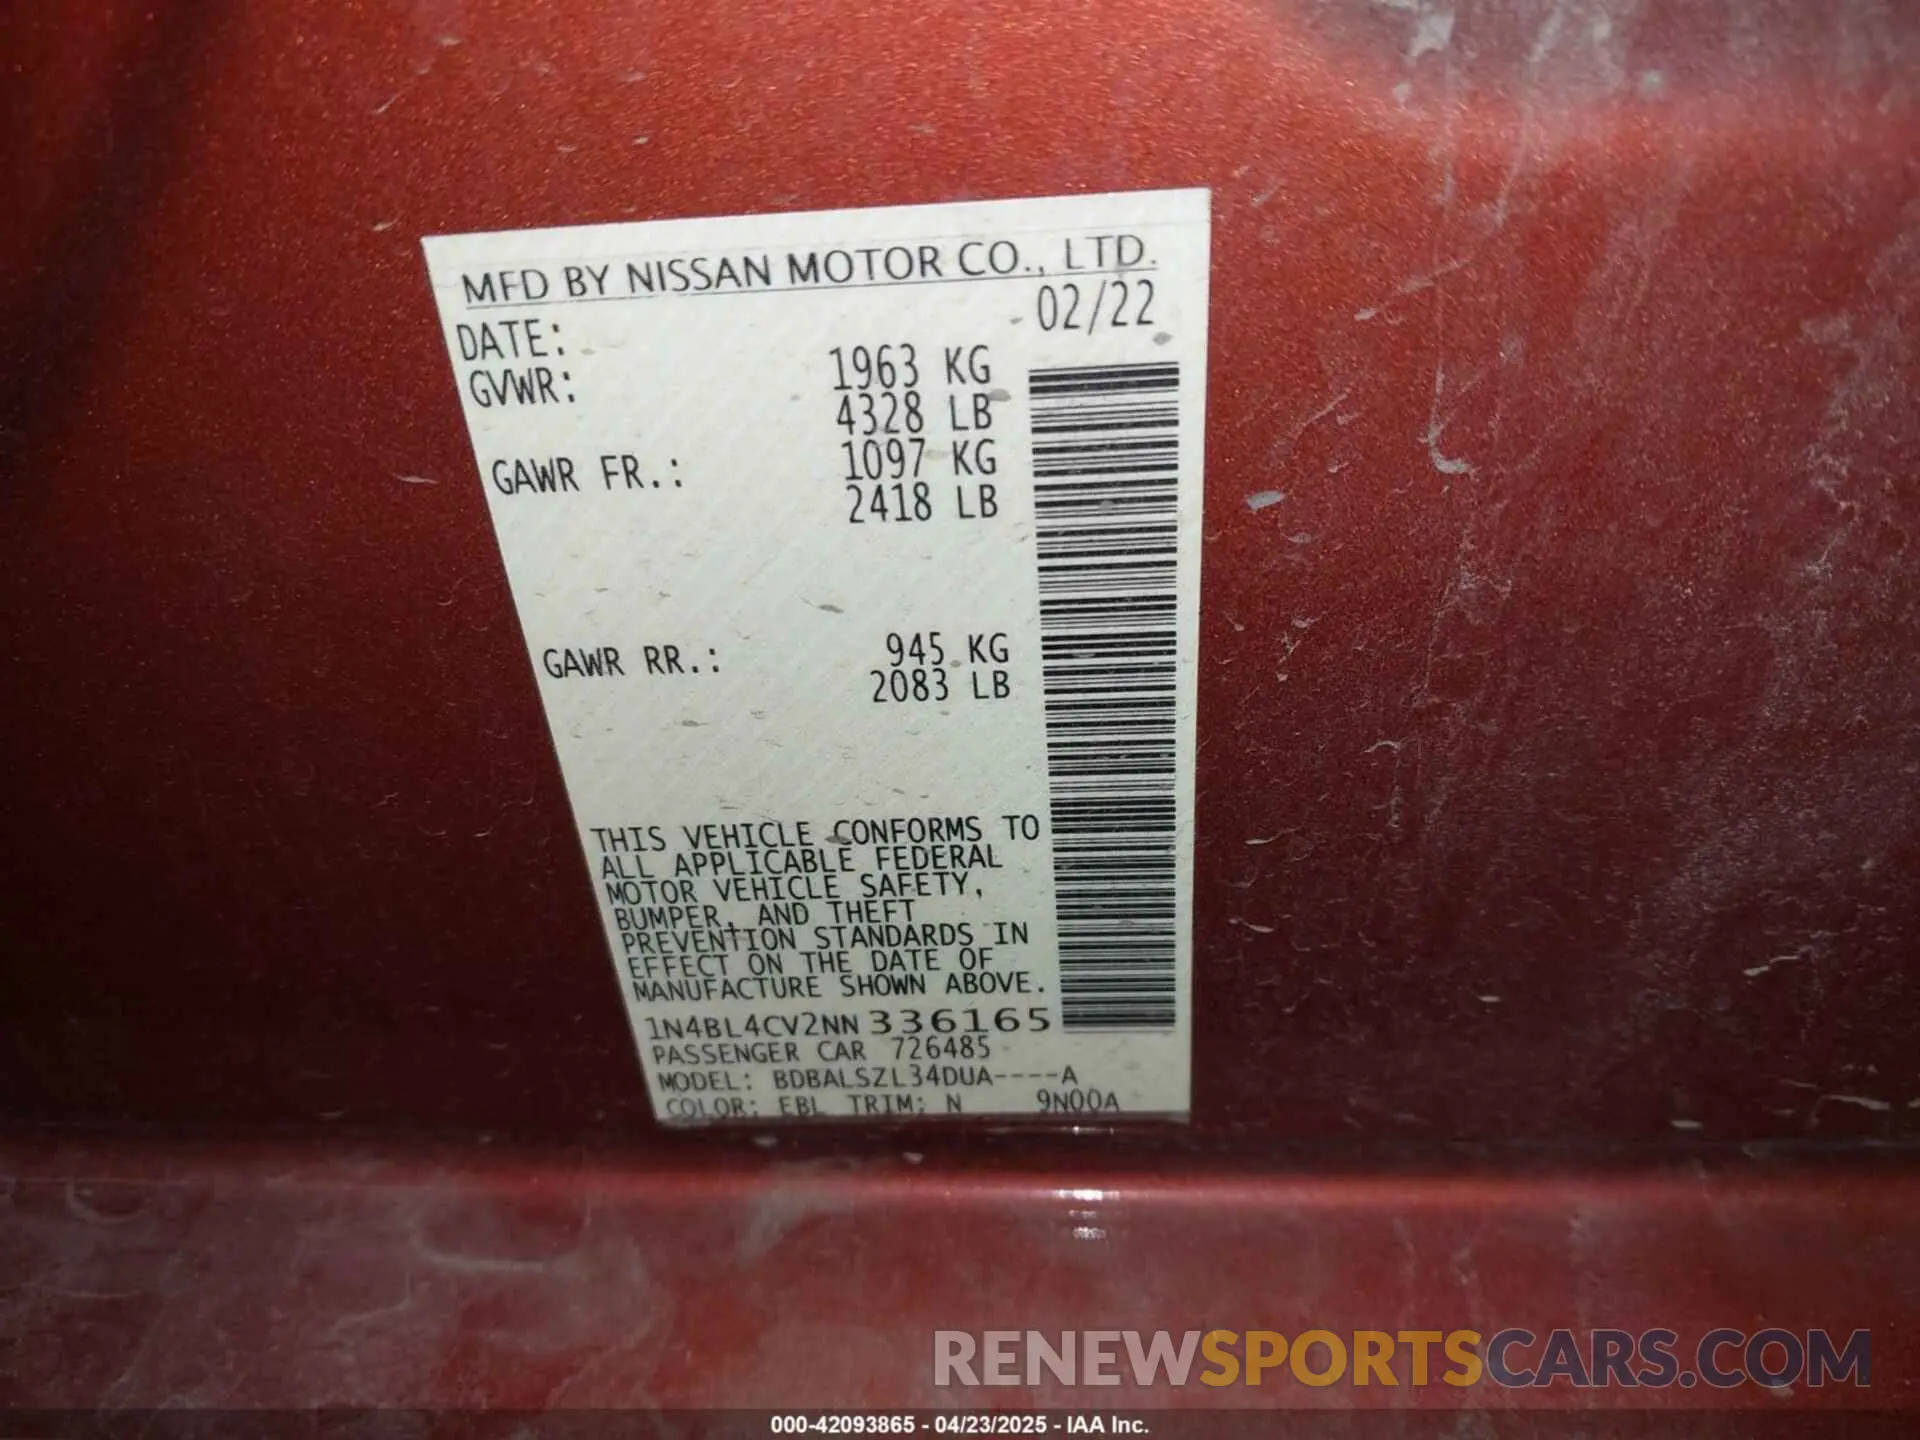 MFD BY NISSAN MOTOR CO., LTD.
DATE: 02/22
GVWR: 1963 KG
4328 LB
GAWR FR.: 1097 KG
2418 LB
GAWR RR.: 945 KG
2083 LB
THIS VEHICLE CONFORMS TO
ALL APPLICABLE FEDERAL
MOTOR VEHICLE SAFETY,
BUMPER, AND THEFT
PREVENTION STANDARDS IN
EFFECT ON THE DATE OF
MANUFACTURE SHOWN ABOVE.
1N4BL4CV2NN336165
PASSENGER CAR 726485
MODEL: BDBALSZL34DUA----A
COLOR: EBL TRIM: N 9N00A
RENEWSPORTSCARS.COM
000-42093865 - 04/23/2025 - IAA Inc.